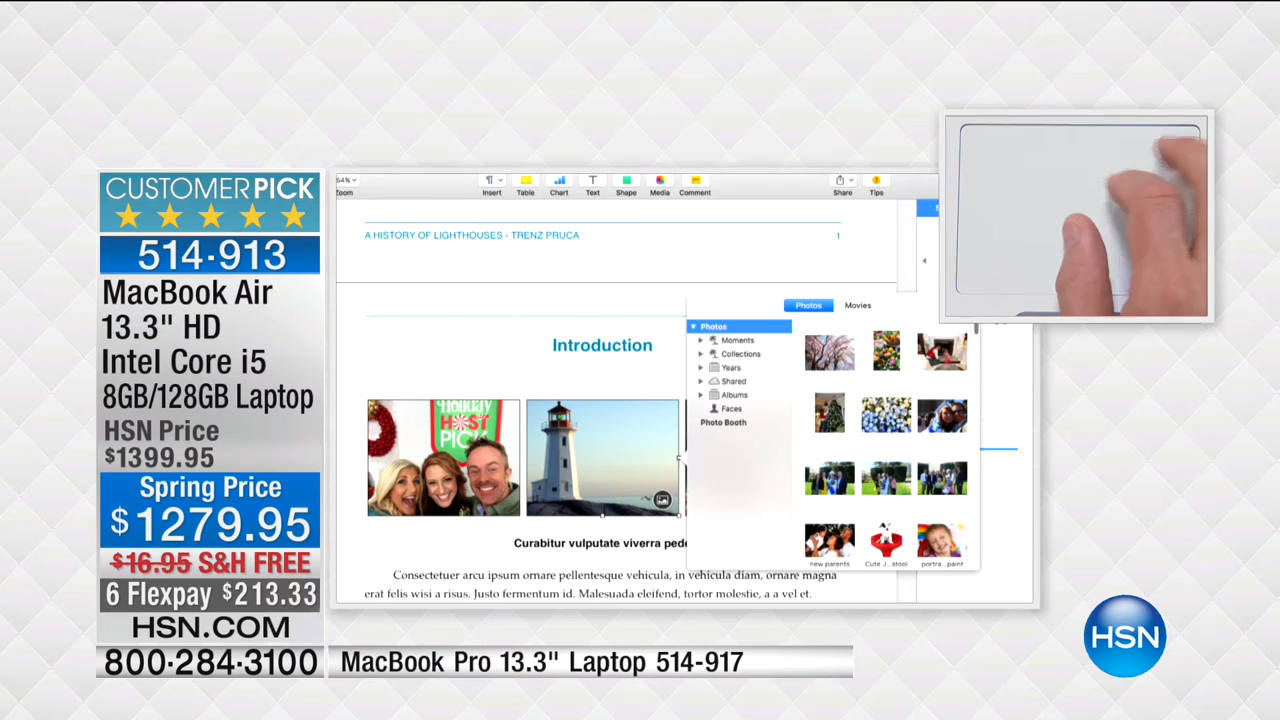 CUSTOMERPICK
514-913
MacBook Air
13.3" HD
Intel Core i5
8GB/128GB Laptop
HSN Price
$1399.95
Spring Price
$1279.95
$16.95 S&H FREE
6 Flexpay $213.33
HSN.COM
800·284·3100
MacBook Pro 13.3" Laptop 514-917
Zoom
Insert
Table
Chart
Text
Shape
Media
Comment
Share
Tips
A HISTORY OF LIGHTHOUSES - TRENZ PRUCA
1
Introduction
Holiday
HOST
PICK
Photos
Movies
Photos
Moments
Collections
Years
Shared
Albums
Faces
Photo Booth
new parents
Cute J...stool
portra...paint
Curabitur vulputate viverra pede
Consectetuer arcu ipsum ornare pellentesque vehicula, in vehicula diam, ornare magna
erat felis wisi a risus. Justo fermentum id. Malesuada eleifend, tortor molestie, a a vel et.
HSN